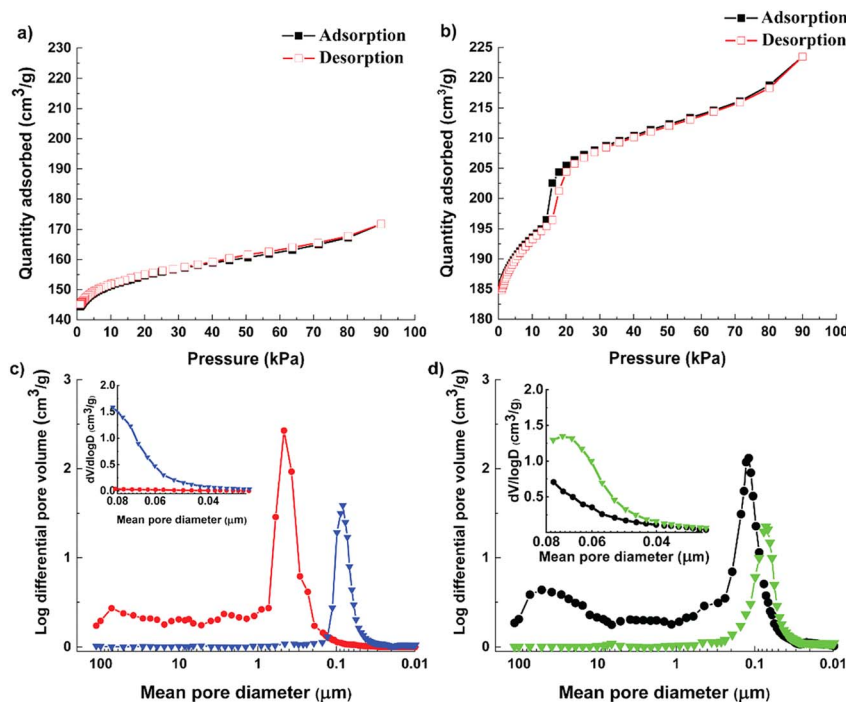 a)
Adsorption
Desorption
230
220
210
200
190
180
170
160
150
140
Quantity adsorbed (cm³/g)
0 10 20 30 40 50 60 70 80 90 100
Pressure (kPa)
b)
Adsorption
Desorption
225
220
215
210
205
200
195
190
185
180
Quantity adsorbed (cm³/g)
0 10 20 30 40 50 60 70 80 90 100
Pressure (kPa)
c)
3
2
1
0
Log differential pore volume (cm³/g)
100 10 1 0.1 0.01
Mean pore diameter (µm)
2.0
1.5
1.0
0.5
0.0
dV/dlogD (cm³/g)
0.08 0.06 0.04
Mean pore diameter (µm)
d)
3
2
1
0
Log differential pore volume (cm³/g)
100 10 1 0.1 0.01
Mean pore diameter (µm)
2.0
1.5
1.0
0.5
dV/logD (cm³/g)
0.08 0.06 0.04
Mean pore diameter (µm)